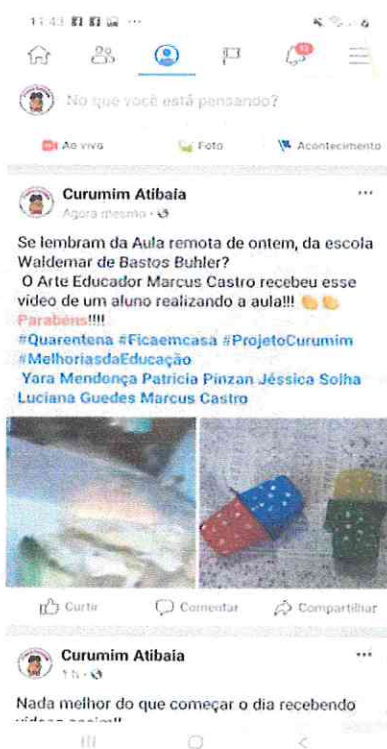 11:43
No que você está pensando?
Ao vivo Foto Acontecimento
Curumim Atibaia
Agora mesmo
Se lembram da Aula remota de ontem, da escola
Waldemar de Bastos Buhler?
O Arte Educador Marcus Castro recebeu esse
vídeo de um aluno realizando a aula!!!
Parabéns!!!!
#Quarentena #Ficaemcasa #ProjetoCurumim
#MelhoriasdaEducação
Yara Mendonça Patricia Pinzan Jéssica Solha
Luciana Guedes Marcus Castro
Curtir Comentar Compartilhar
Curumim Atibaia
1 h
Nada melhor do que começar o dia recebendo